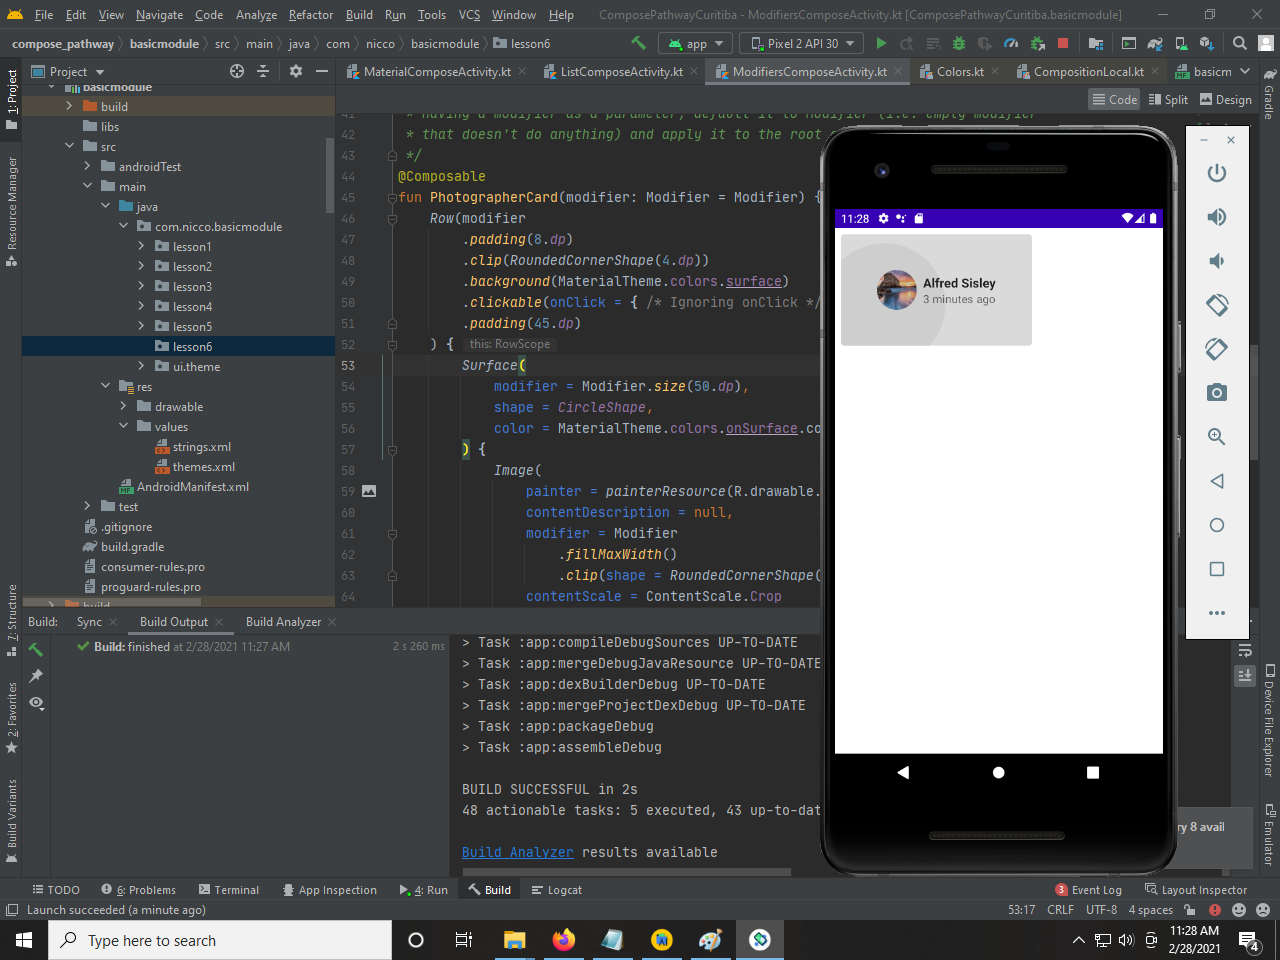 File Edit View Navigate Code Analyze Refactor Build Run Tools VCS Window Help ComposePathwayCuritiba - ModifiersComposeActivity.kt [ComposePathwayCuritiba.basicmodule]
compose_pathway basicmodule src main java com nicco basicmodule lesson6 app Pixel 2 API 30
Project MaterialComposeActivity.kt ListComposeActivity.kt ModifiersComposeActivity.kt Colors.kt CompositionLocal.kt basicm
Code Split Design
1: Project
Resource Manager
7: Structure
2: Favorites
Build Variants
Gradle
Device File Explorer
Emulator
basicmodule
build
libs
src
androidTest
main
java
com.nicco.basicmodule
lesson1
lesson2
lesson3
lesson4
lesson5
lesson6
ui.theme
res
drawable
values
strings.xml
themes.xml
AndroidManifest.xml
test
.gitignore
build.gradle
consumer-rules.pro
proguard-rules.pro
build
41 * having a modifier as a parameter, default it to Modifier (i.e. empty modifier
42 * that doesn't do anything) and apply it to the root
43 */
44 @Composable
45 fun PhotographerCard(modifier: Modifier = Modifier) {
46 Row(modifier
47 .padding(8.dp)
48 .clip(RoundedCornerShape(4.dp))
49 .background(MaterialTheme.colors.surface)
50 .clickable(onClick = { /* Ignoring onClick */
51 .padding(45.dp)
52 ) { this: RowScope
53 Surface(
54 modifier = Modifier.size(50.dp),
55 shape = CircleShape,
56 color = MaterialTheme.colors.onSurface.co
57 ) {
58 Image(
59 painter = painterResource(R.drawable.
60 contentDescription = null,
61 modifier = Modifier
62 .fillMaxWidth()
63 .clip(shape = RoundedCornerShape(
64 contentScale = ContentScale.Crop
11:28
Alfred Sisley
3 minutes ago
Build: Sync Build Output Build Analyzer
Build: finished at 2/28/2021 11:27 AM 2 s 260 ms
> Task :app:compileDebugSources UP-TO-DATE
> Task :app:mergeDebugJavaResource UP-TO-DATE
> Task :app:dexBuilderDebug UP-TO-DATE
> Task :app:mergeProjectDexDebug UP-TO-DATE
> Task :app:packageDebug
> Task :app:assembleDebug
BUILD SUCCESSFUL in 2s
48 actionable tasks: 5 executed, 43 up-to-dat
Build Analyzer results available
ry 8 avail
TODO 6: Problems Terminal App Inspection 4: Run Build Logcat 3 Event Log Layout Inspector
Launch succeeded (a minute ago) 53:17 CRLF UTF-8 4 spaces
Type here to search 11:28 AM
2/28/2021 4